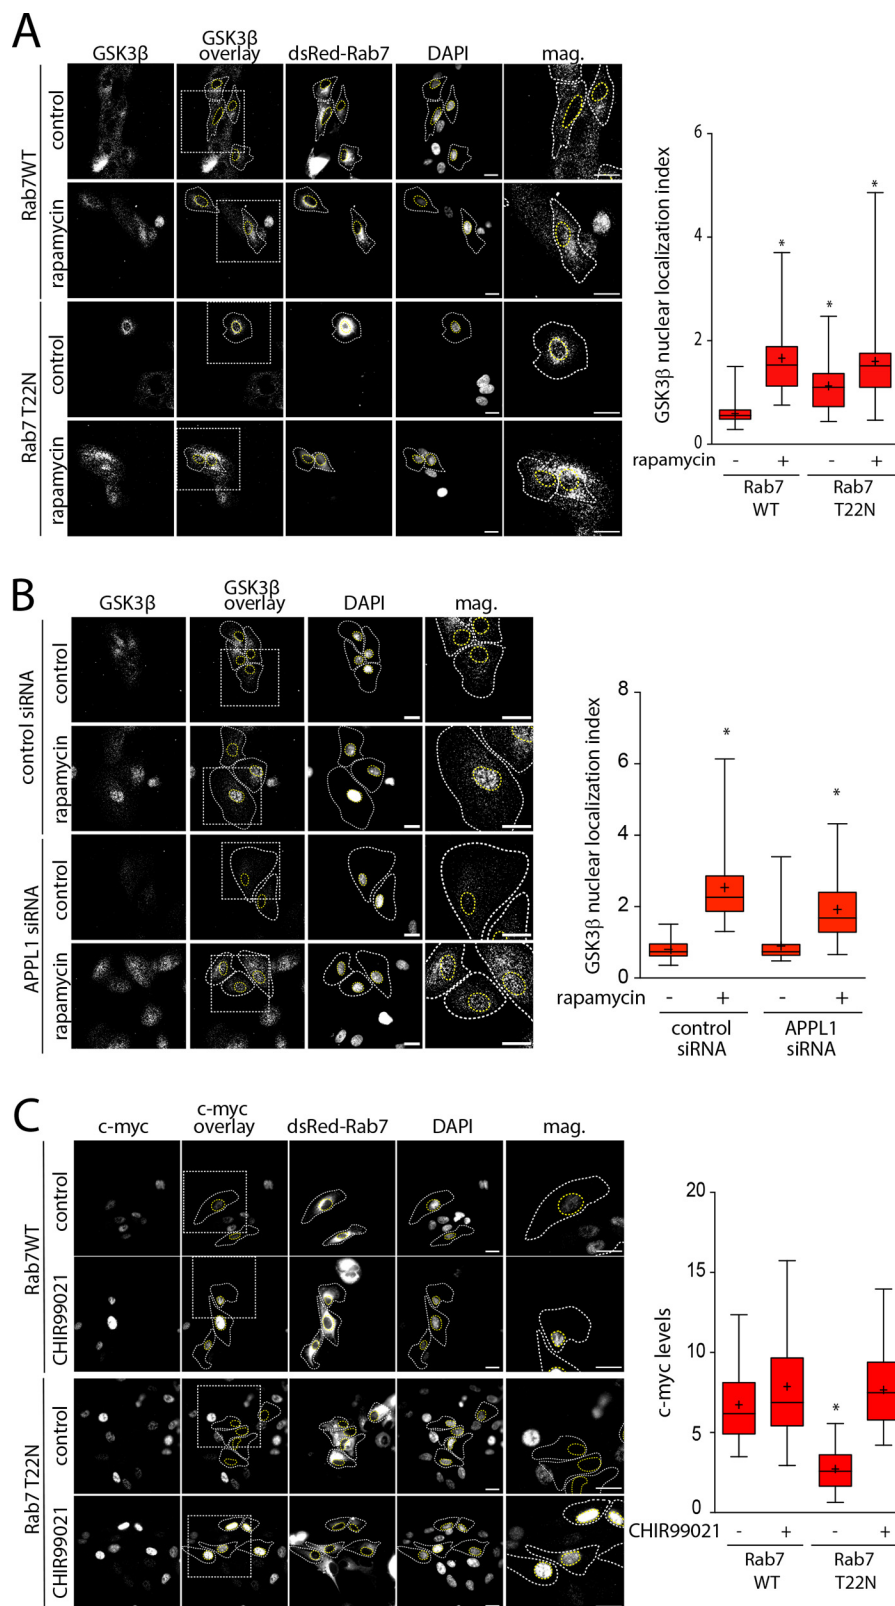 A
GSK3β
GSK3β
overlay
dsRed-Rab7
DAPI
mag.
Rab7WT
control
rapamycin
Rab7 T22N
control
rapamycin
GSK3β nuclear localization index
6
4
2
0
*
*
*
rapamycin - + - +
Rab7
WT
Rab7
T22N
B
GSK3β
GSK3β
overlay
DAPI
mag.
control siRNA
control
rapamycin
APPL1 siRNA
control
rapamycin
GSK3β nuclear localization index
8
6
4
2
0
*
*
rapamycin - + - +
control
siRNA
APPL1
siRNA
C
c-myc
c-myc
overlay
dsRed-Rab7
DAPI
mag.
Rab7WT
control
CHIR99021
Rab7 T22N
control
CHIR99021
c-myc levels
20
15
10
5
0
*
CHIR99021 - + - +
Rab7
WT
Rab7
T22N